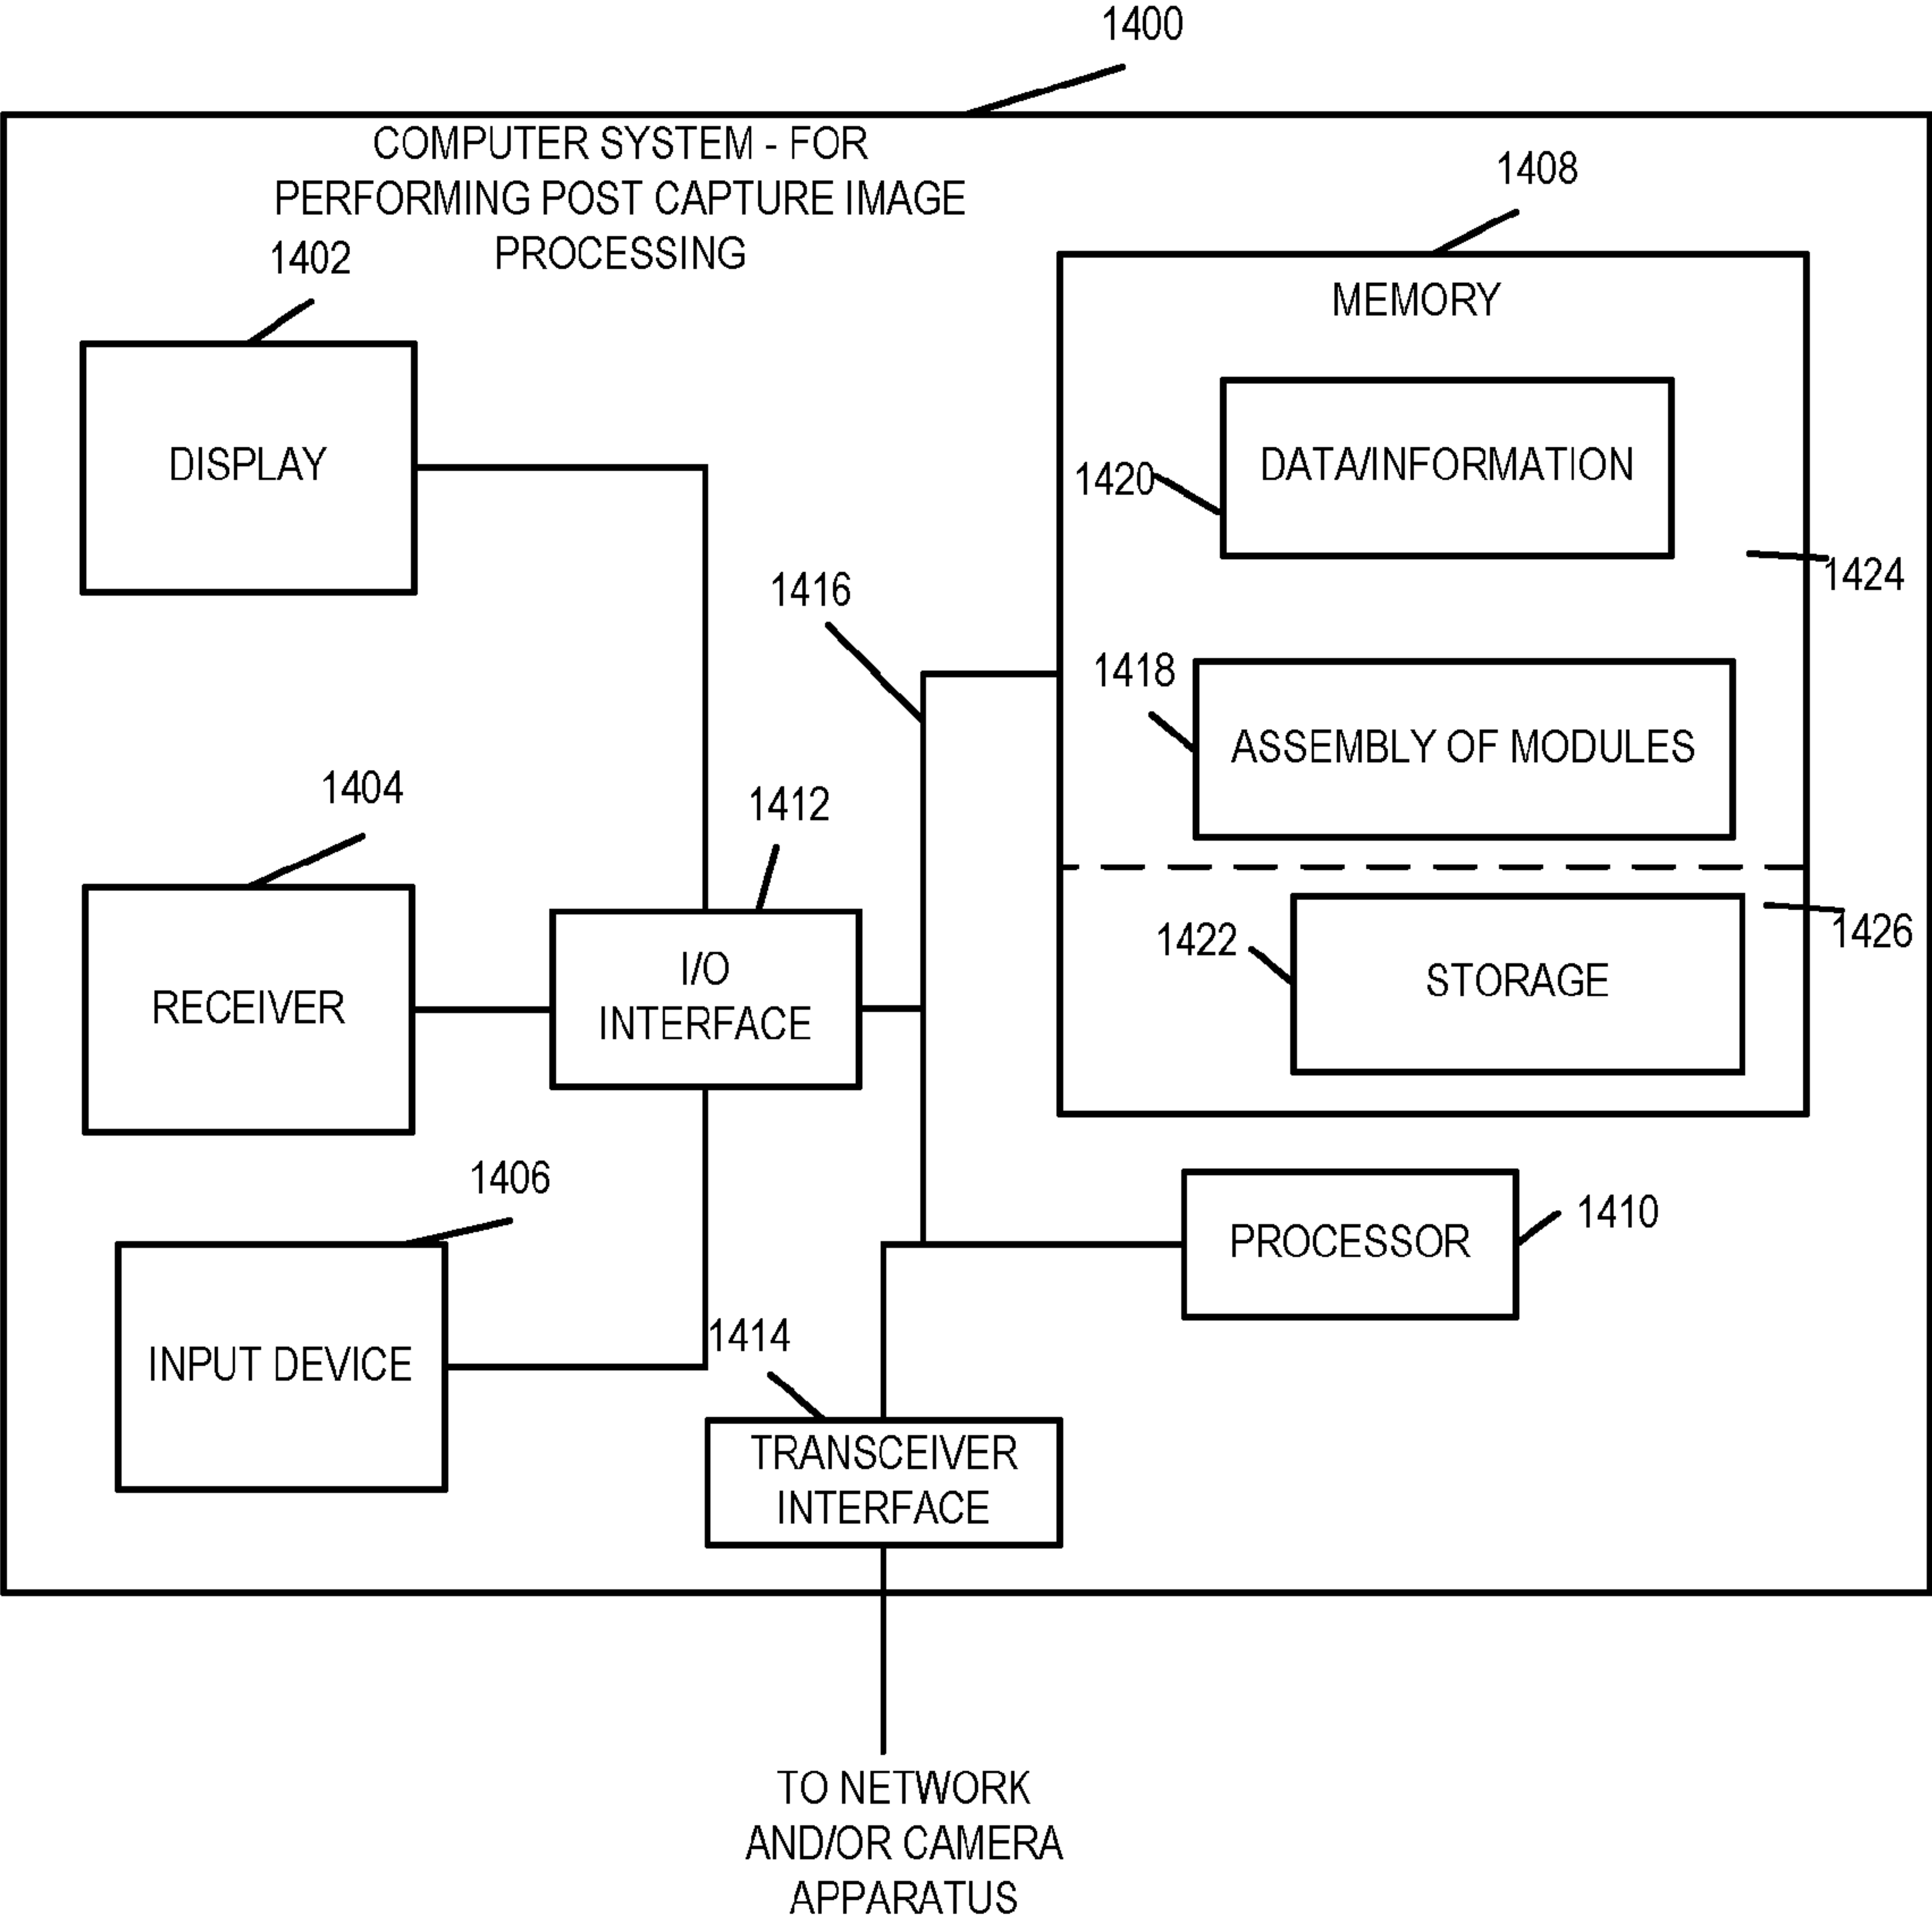 1400
COMPUTER SYSTEM - FOR
PERFORMING POST CAPTURE IMAGE
PROCESSING
1402
DISPLAY
1404
RECEIVER
1406
INPUT DEVICE
1412
I/O
INTERFACE
1416
1414
TRANSCEIVER
INTERFACE
1408
MEMORY
1420
DATA/INFORMATION
1424
1418
ASSEMBLY OF MODULES
1422
STORAGE
1426
PROCESSOR
1410
TO NETWORK
AND/OR CAMERA
APPARATUS